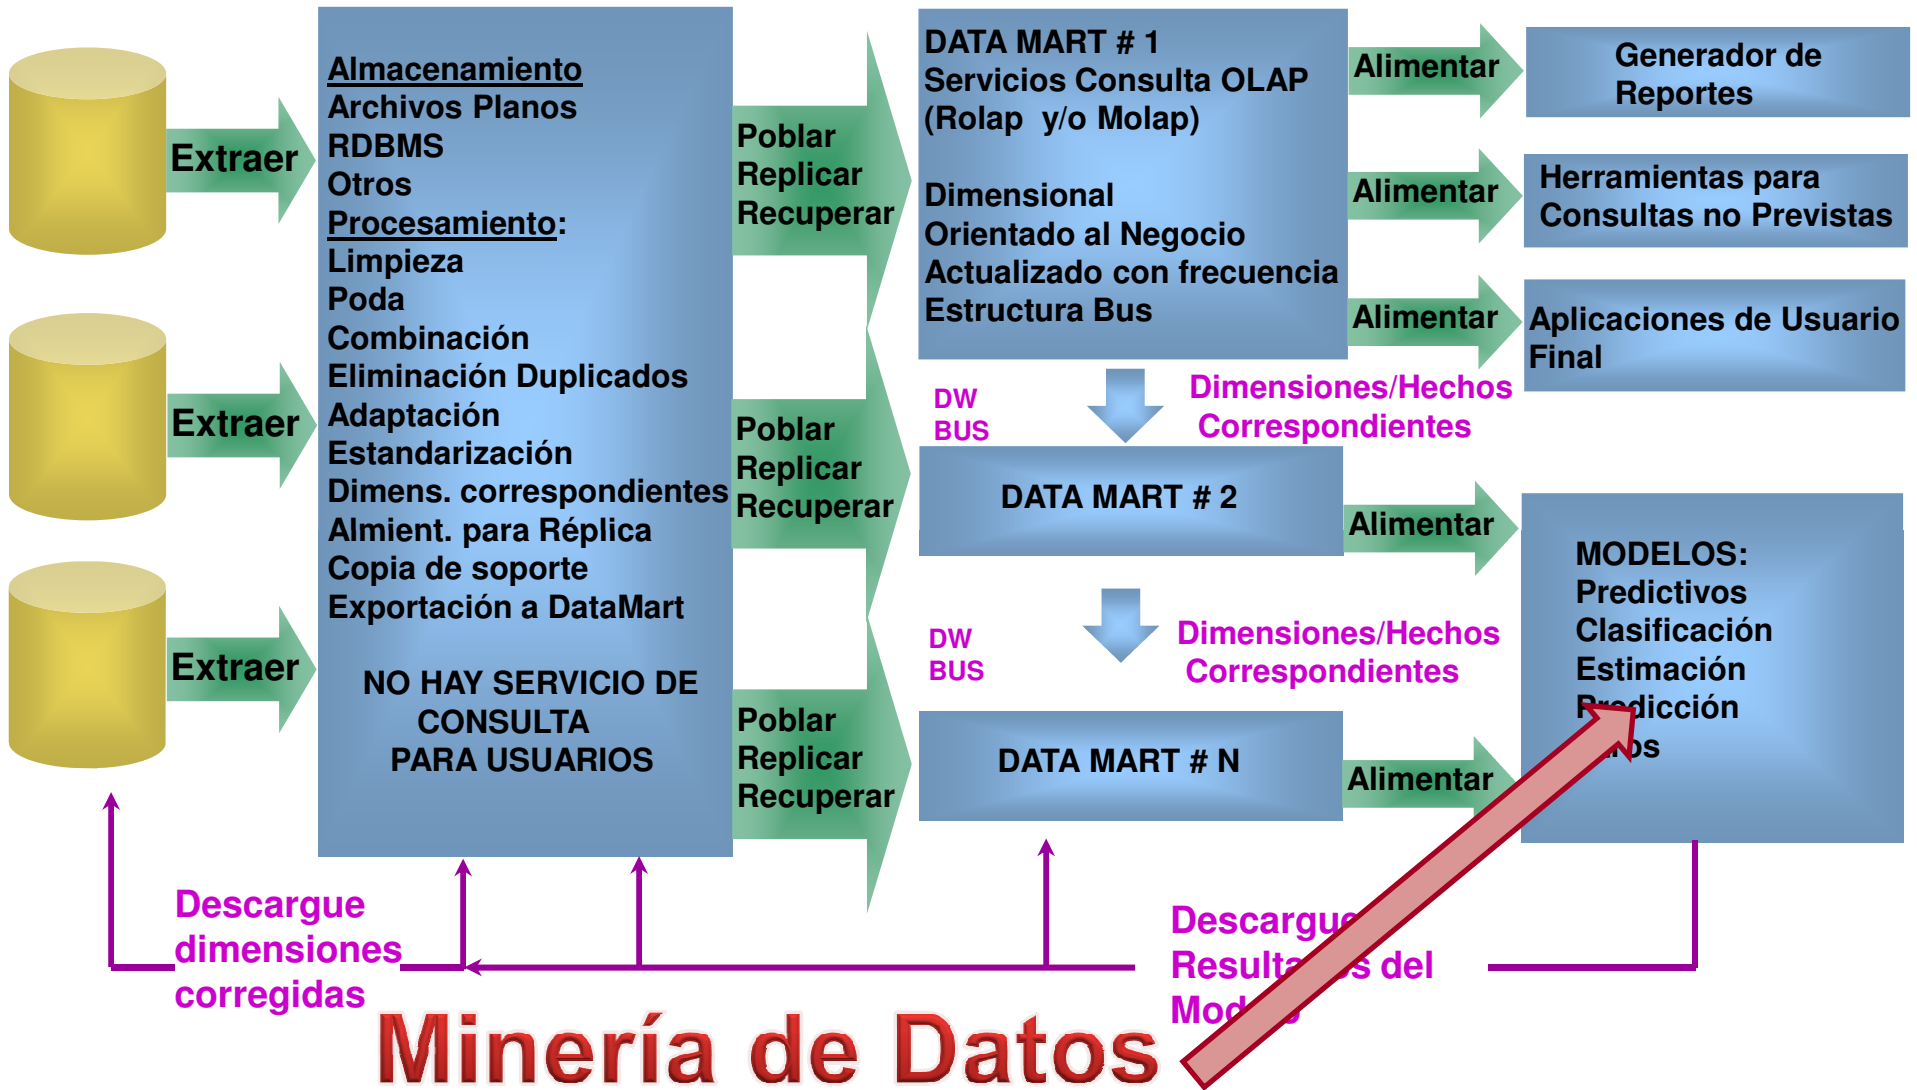 Extraer
Extraer
Extraer
Almacenamiento
Archivos Planos
RDBMS
Otros
Procesamiento:
Limpieza
Poda
Combinación
Eliminación Duplicados
Adaptación
Estandarización
Dimens. correspondientes
Almient. para Réplica
Copia de soporte
Exportación a DataMart
NO HAY SERVICIO DE
CONSULTA
PARA USUARIOS
Poblar
Replicar
Recuperar
Poblar
Replicar
Recuperar
Poblar
Replicar
Recuperar
DATA MART # 1
Servicios Consulta OLAP
(Rolap y/o Molap)
Dimensional
Orientado al Negocio
Actualizado con frecuencia
Estructura Bus
DW
BUS
Dimensiones/Hechos
Correspondientes
DATA MART # 2
DW
BUS
Dimensiones/Hechos
Correspondientes
DATA MART # N
Alimentar
Alimentar
Alimentar
Alimentar
Alimentar
Generador de
Reportes
Herramientas para
Consultas no Previstas
Aplicaciones de Usuario
Final
MODELOS:
Predictivos
Clasificación
Estimación
Predicción
Descargue
dimensiones
corregidas
Descargue
Resultados del
Modelo
Minería de Datos